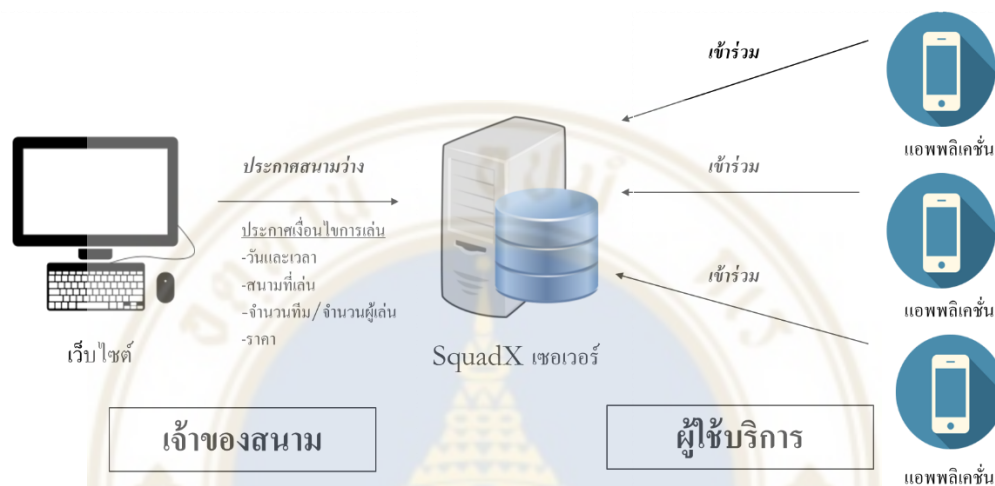 เข้าร่วม
แอพพลิเคชั่น
ประกาศสนามว่าง
เข้าร่วม
ประกาศเงื่อนไขการเล่น
-วันและเวลา
-สนามที่เล่น
-จำนวนทีม/จำนวนผู้เล่น
-ราคา
เข้าร่วม
แอพพลิเคชั่น
เว็บไซต์
SquadX เซอเวอร์
เจ้าของสนาม
ผู้ใช้บริการ
แอพพลิเคชั่น